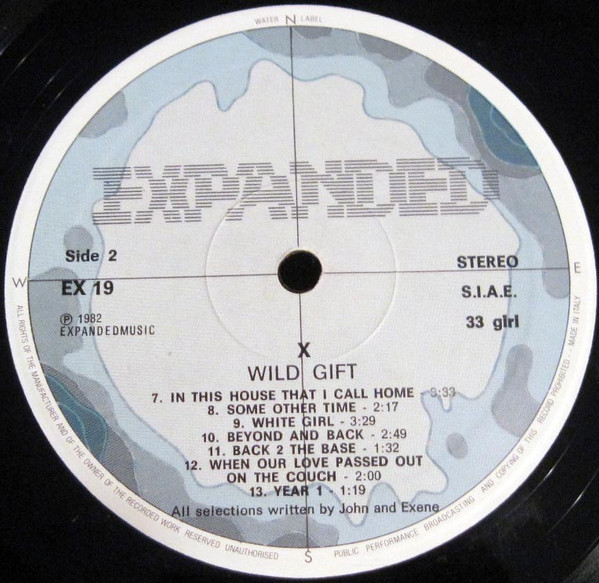 WATER N LABEL
EXPANDED
Side 2
STEREO
W
E
EX 19
S.I.A.E.
℗ 1982
EXPANDEDMUSIC
33 giri
X
WILD GIFT
7. IN THIS HOUSE THAT I CALL HOME - 3:33
8. SOME OTHER TIME - 2:17
9. WHITE GIRL - 3:29
10. BEYOND AND BACK - 2:49
11. BACK 2 THE BASE - 1:32
12. WHEN OUR LOVE PASSED OUT
ON THE COUCH - 2:00
13. YEAR 1 - 1:19
All selections written by John and Exene
S
ALL RIGHTS OF THE MANUFACTURER AND OF THE OWNER OF THE RECORDED WORK RESERVED UNAUTHORISED
PUBLIC PERFORMANCE BROADCASTING AND COPYING OF THIS RECORD PROHIBITED - MADE IN ITALY